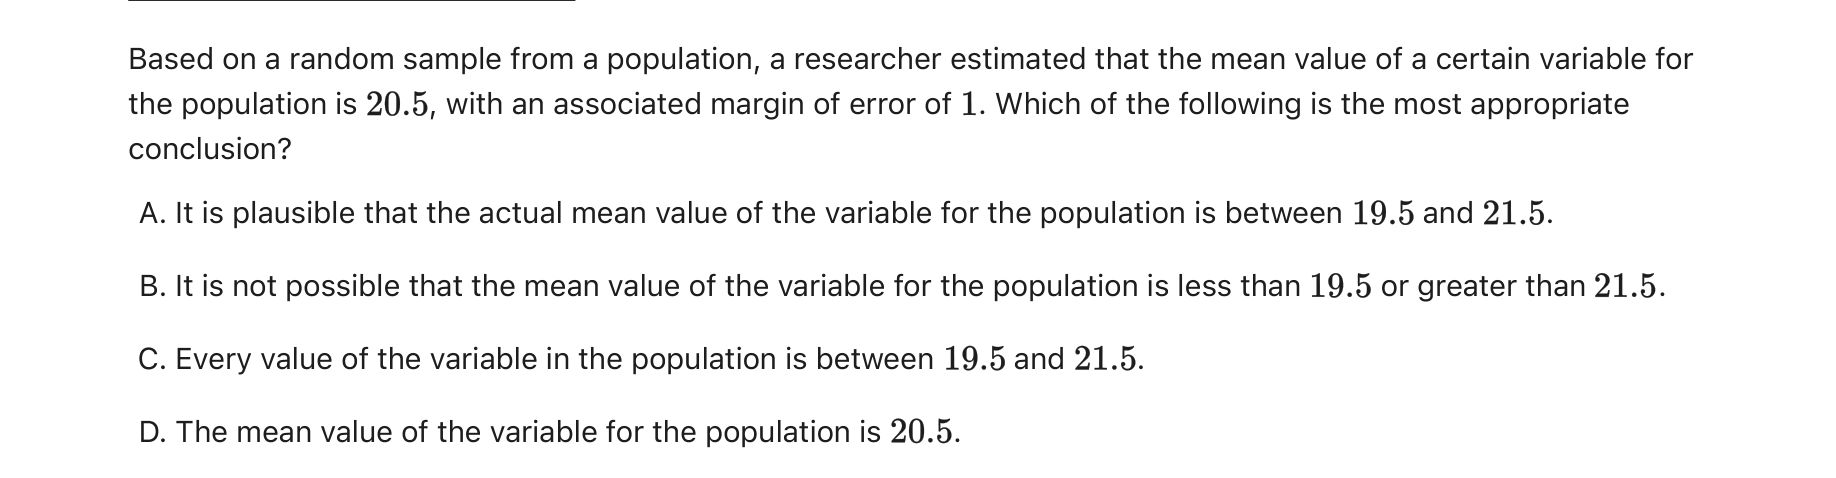 Based on a random sample from a population, a researcher estimated that the mean value of a certain variable for
the population is 20.5, with an associated margin of error of 1. Which of the following is the most appropriate
conclusion?
A. It is plausible that the actual mean value of the variable for the population is between 19.5 and 21.5.
B. It is not possible that the mean value of the variable for the population is less than 19.5 or greater than 21.5.
C. Every value of the variable in the population is between 19.5 and 21.5.
D. The mean value of the variable for the population is 20.5.